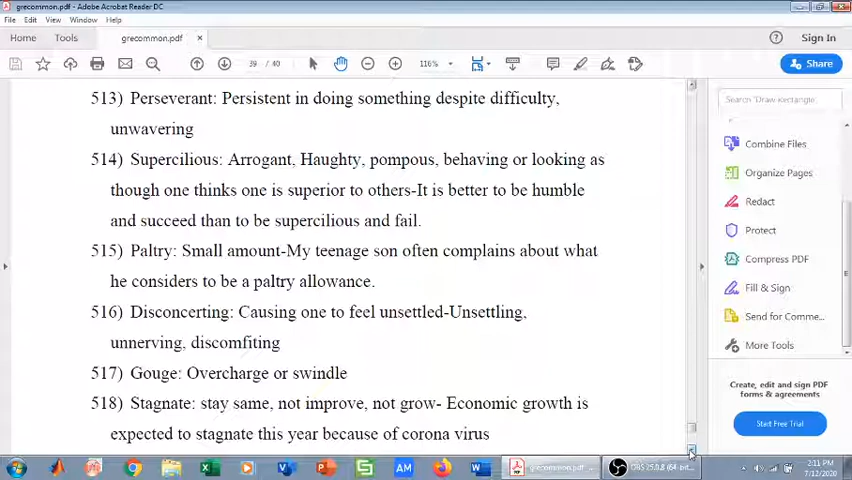 grecommon.pdf - Adobe Acrobat Reader DC
File Edit View Window Help
Home Tools grecommon.pdf × Sign In
39 / 40 116% Share
513) Perseverant: Persistent in doing something despite difficulty,
unwavering
514) Supercilious: Arrogant, Haughty, pompous, behaving or looking as
though one thinks one is superior to others-It is better to be humble
and succeed than to be supercilious and fail.
515) Paltry: Small amount-My teenage son often complains about what
he considers to be a paltry allowance.
516) Disconcerting: Causing one to feel unsettled-Unsettling,
unnerving, discomfiting
517) Gouge: Overcharge or swindle
518) Stagnate: stay same, not improve, not grow- Economic growth is
expected to stagnate this year because of corona virus
Search "Draw Rectangle.
Combine Files
Organize Pages
Redact
Protect
Compress PDF
Fill & Sign
Send for Comme...
More Tools
Create, edit and sign PDF
forms & agreements
Start Free Trial
grecommon.pdf ... OBS 25.0.8 (64-bit... 2:11 PM
7/12/2020